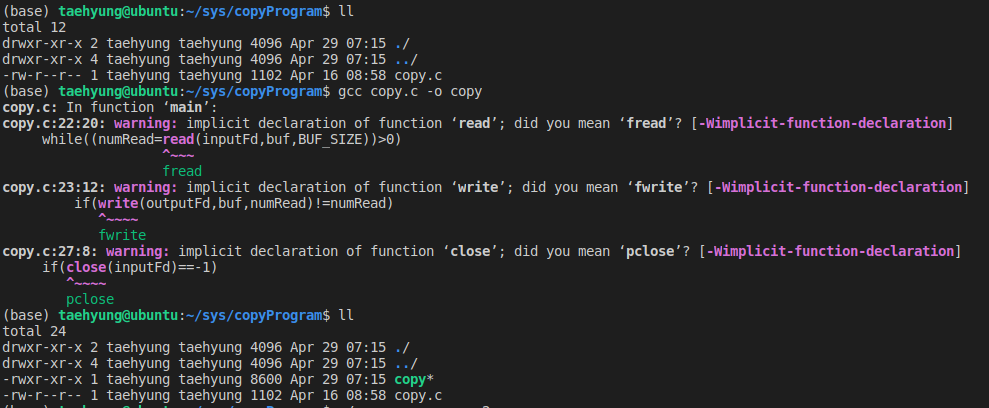 (base) taehyung@ubuntu:~/sys/copyProgram$ ll
total 12
drwxr-xr-x 2 taehyung taehyung 4096 Apr 29 07:15 ./
drwxr-xr-x 4 taehyung taehyung 4096 Apr 29 07:15 ../
-rw-r--r-- 1 taehyung taehyung 1102 Apr 16 08:58 copy.c
(base) taehyung@ubuntu:~/sys/copyProgram$ gcc copy.c -o copy
copy.c: In function ‘main’:
copy.c:22:20: warning: implicit declaration of function ‘read’; did you mean ‘fread’? [-Wimplicit-function-declaration]
     while((numRead=read(inputFd,buf,BUF_SIZE))>0)
                    ^~~~
                    fread
copy.c:23:12: warning: implicit declaration of function ‘write’; did you mean ‘fwrite’? [-Wimplicit-function-declaration]
         if(write(outputFd,buf,numRead)!=numRead)
            ^~~~~
            fwrite
copy.c:27:8: warning: implicit declaration of function ‘close’; did you mean ‘pclose’? [-Wimplicit-function-declaration]
     if(close(inputFd)==-1)
        ^~~~~
        pclose
(base) taehyung@ubuntu:~/sys/copyProgram$ ll
total 24
drwxr-xr-x 2 taehyung taehyung 4096 Apr 29 07:15 ./
drwxr-xr-x 4 taehyung taehyung 4096 Apr 29 07:15 ../
-rwxr-xr-x 1 taehyung taehyung 8600 Apr 29 07:15 copy*
-rw-r--r-- 1 taehyung taehyung 1102 Apr 16 08:58 copy.c